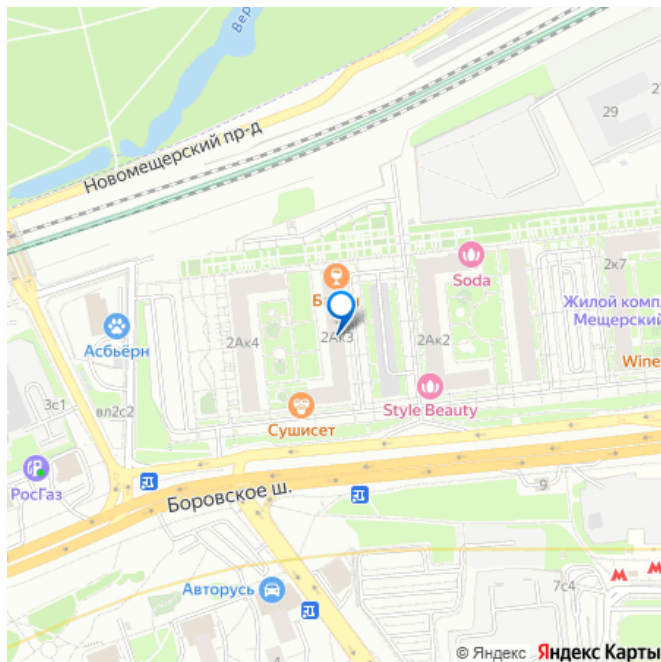 Вер
Новомещерский пр-д
29
2к7
Soda
Жилой компл
Мещерский
2Ак4
2Ак3
2Ак2
Асбьёрн
Wine
Style Beauty
Сушисет
3с1
вл2с2
РосГаз
Боровское ш.
9
7с4
Авторусь
4
© Яндекс Яндекс Карты